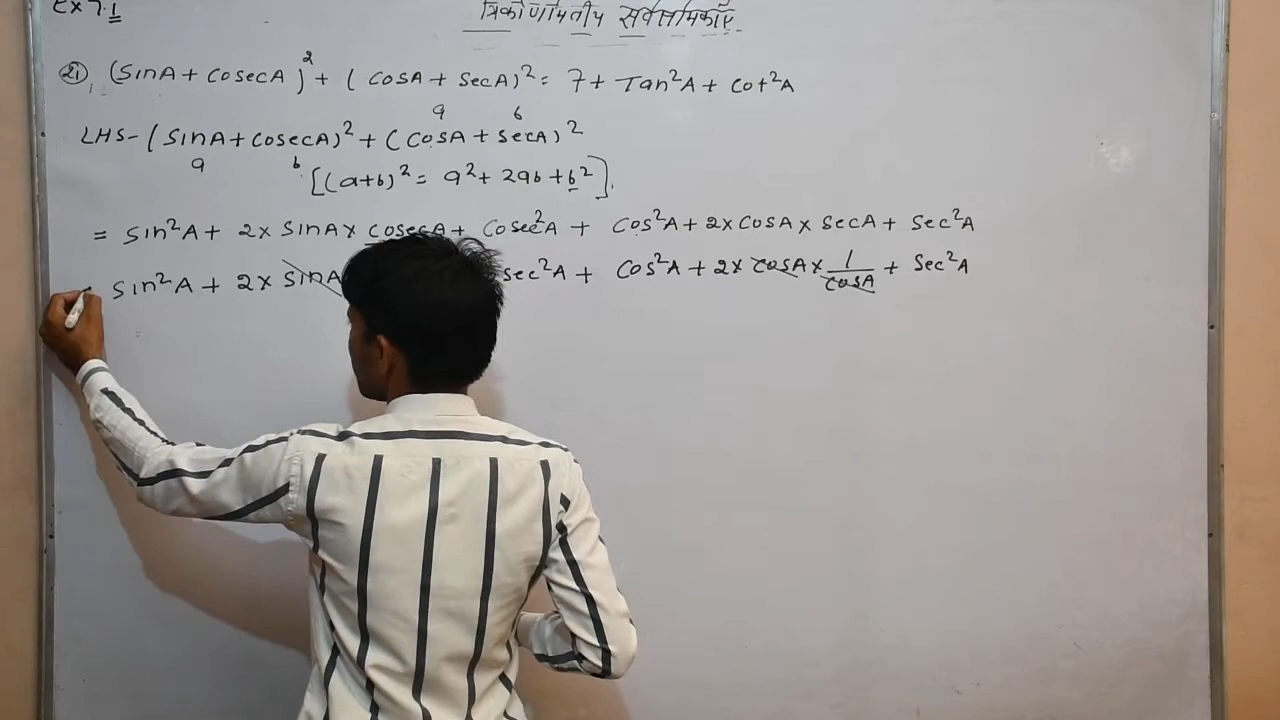 Ex 7.1
त्रिकोणमितीय सर्वसमिकाएँ
(21) (SinA + CosecA)² + (CosA + SecA)² = 7 + Tan²A + Cot²A
LHS- (SinA + CosecA)² + (CosA + SecA)²
a b a b
[(a+b)² = a² + 2ab + b²].
= Sin²A + 2x SinA x CosecA + Cosec²A + Cos²A + 2x CosA x SecA + Sec²A
Sin²A + 2x SinA sec²A + Cos²A + 2x CosA x 1/CosA + Sec²A